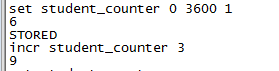 set student_counter 0 3600 1
6
STORED
incr student_counter 3
9